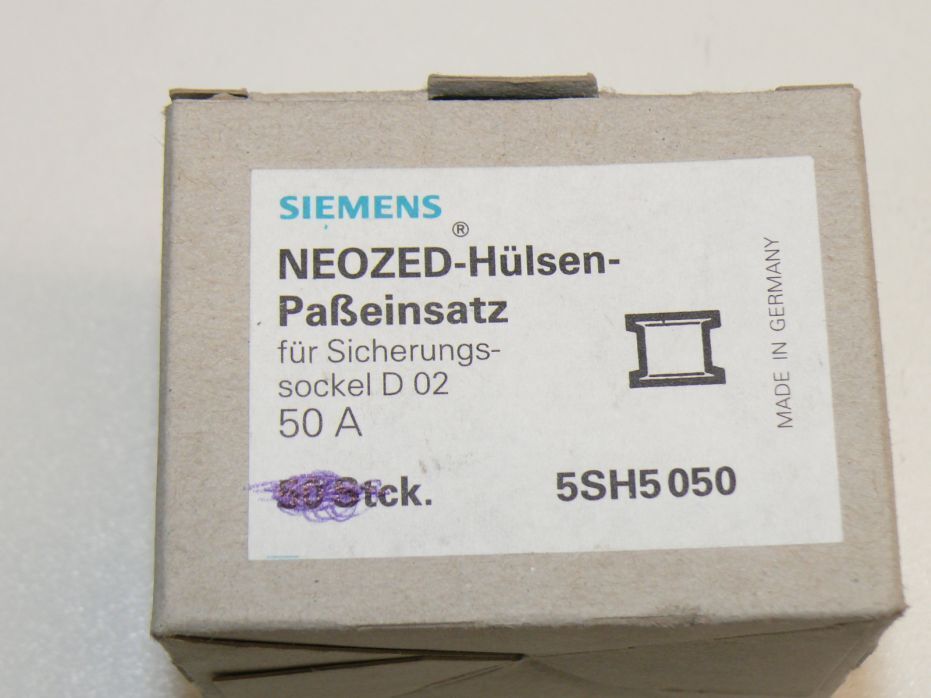 SIEMENS
®
NEOZED-Hülsen-
Paßeinsatz
für Sicherungs-
sockel D 02
50 A
Stck.
5SH5 050
MADE IN GERMANY